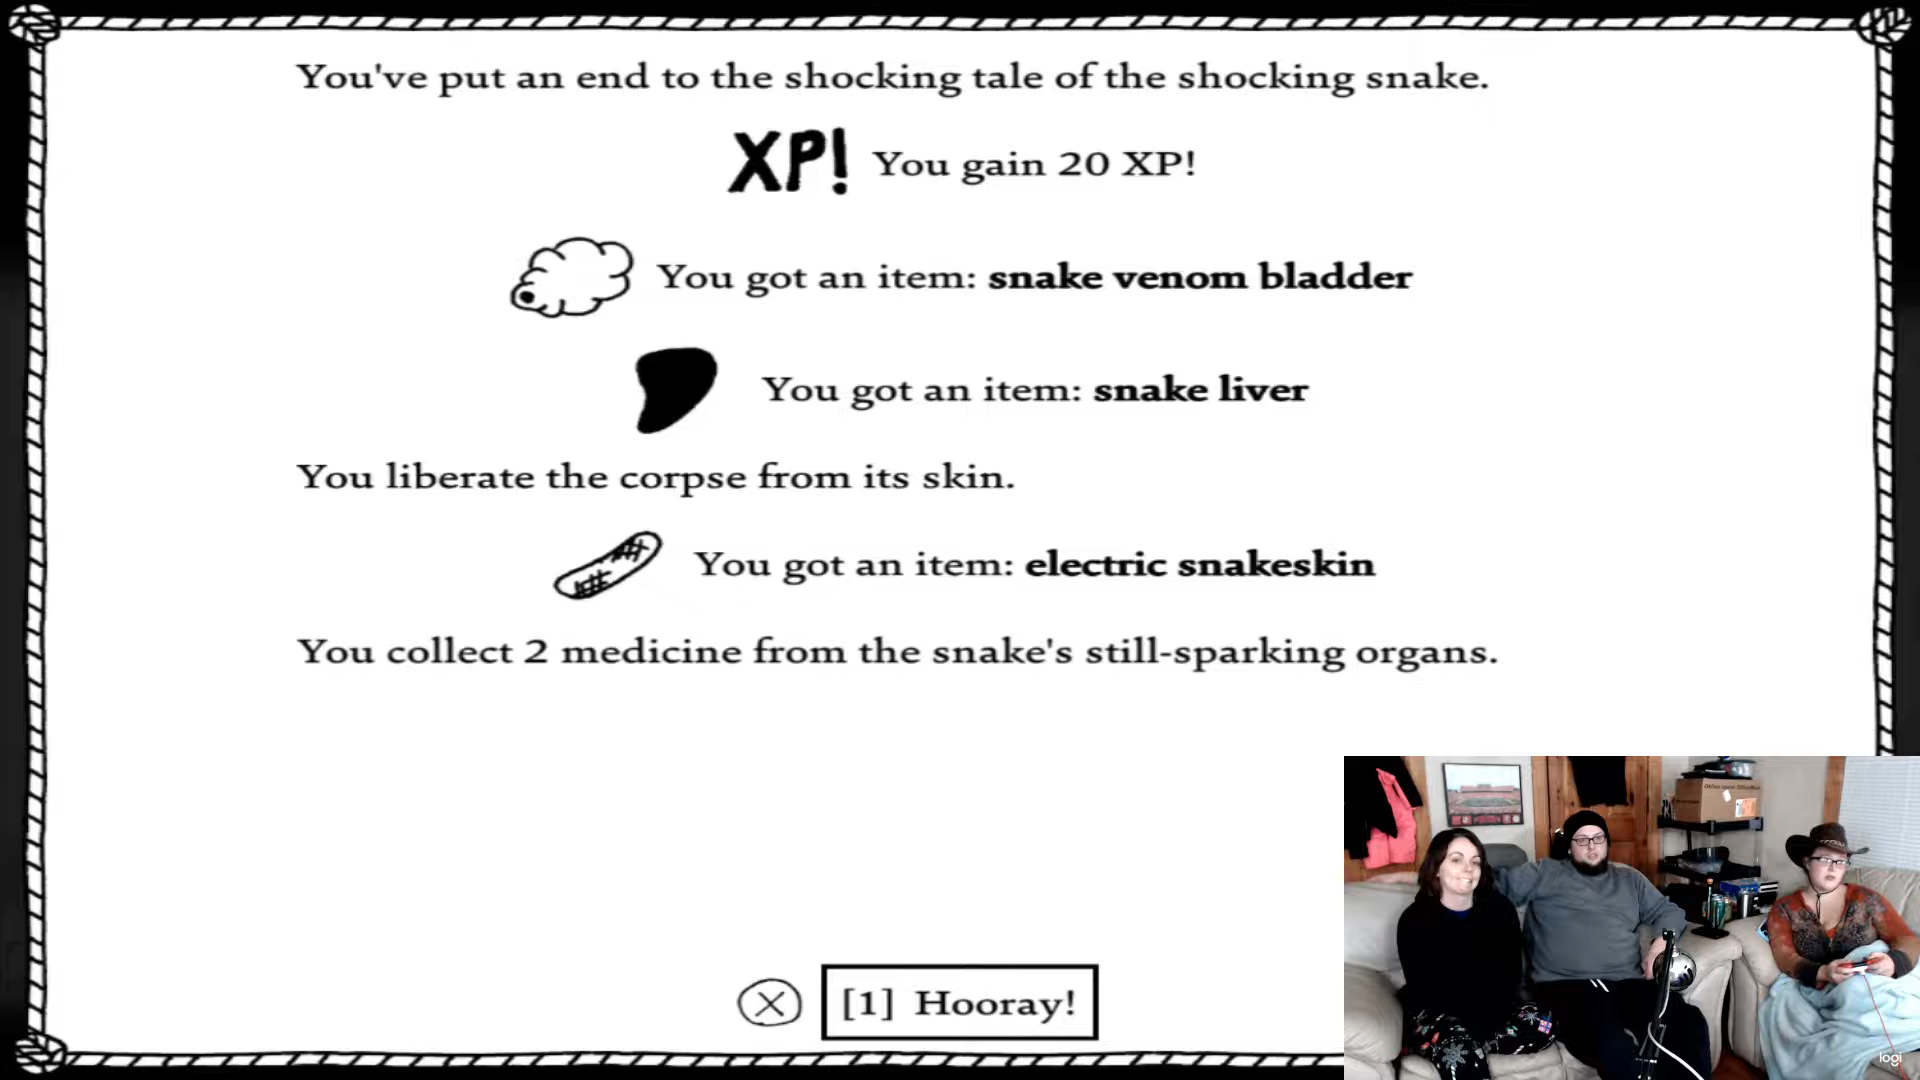 You've put an end to the shocking tale of the shocking snake.
XP! You gain 20 XP!
You got an item: snake venom bladder
You got an item: snake liver
You liberate the corpse from its skin.
You got an item: electric snakeskin
You collect 2 medicine from the snake's still-sparking organs.
X [1] Hooray!
logi